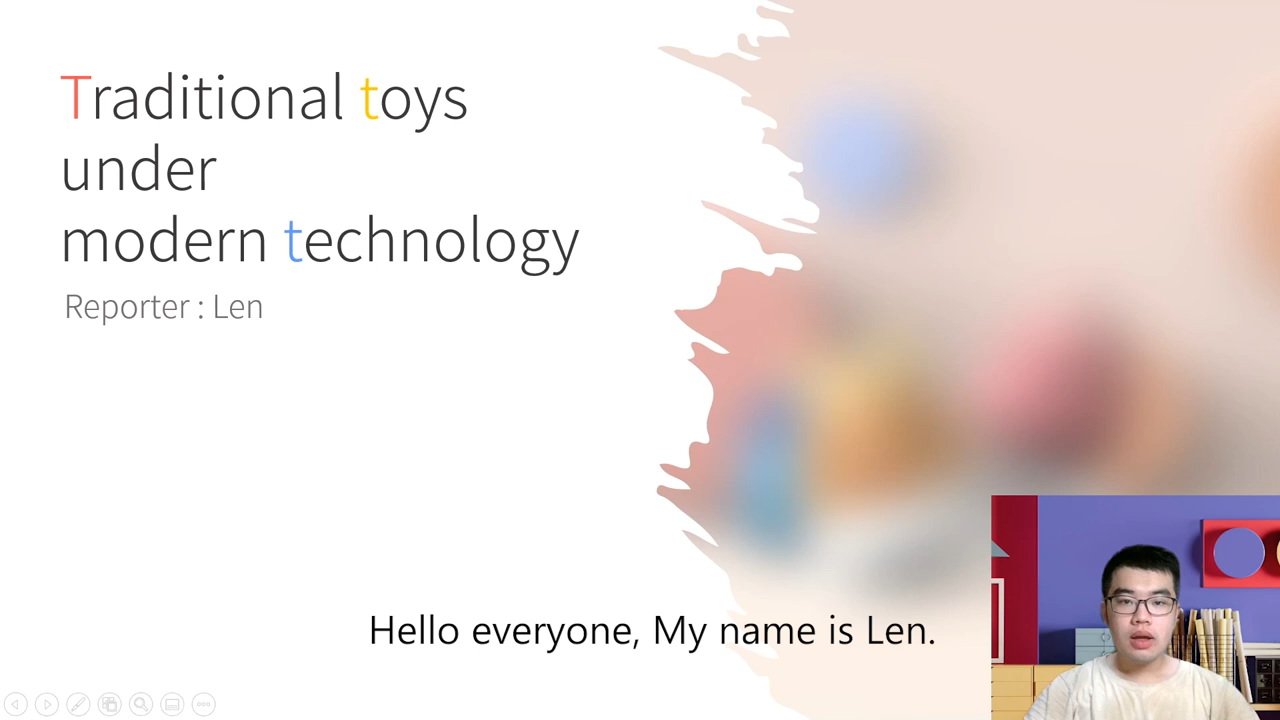 Traditional toys
under
modern technology
Reporter : Len
Hello everyone, My name is Len.